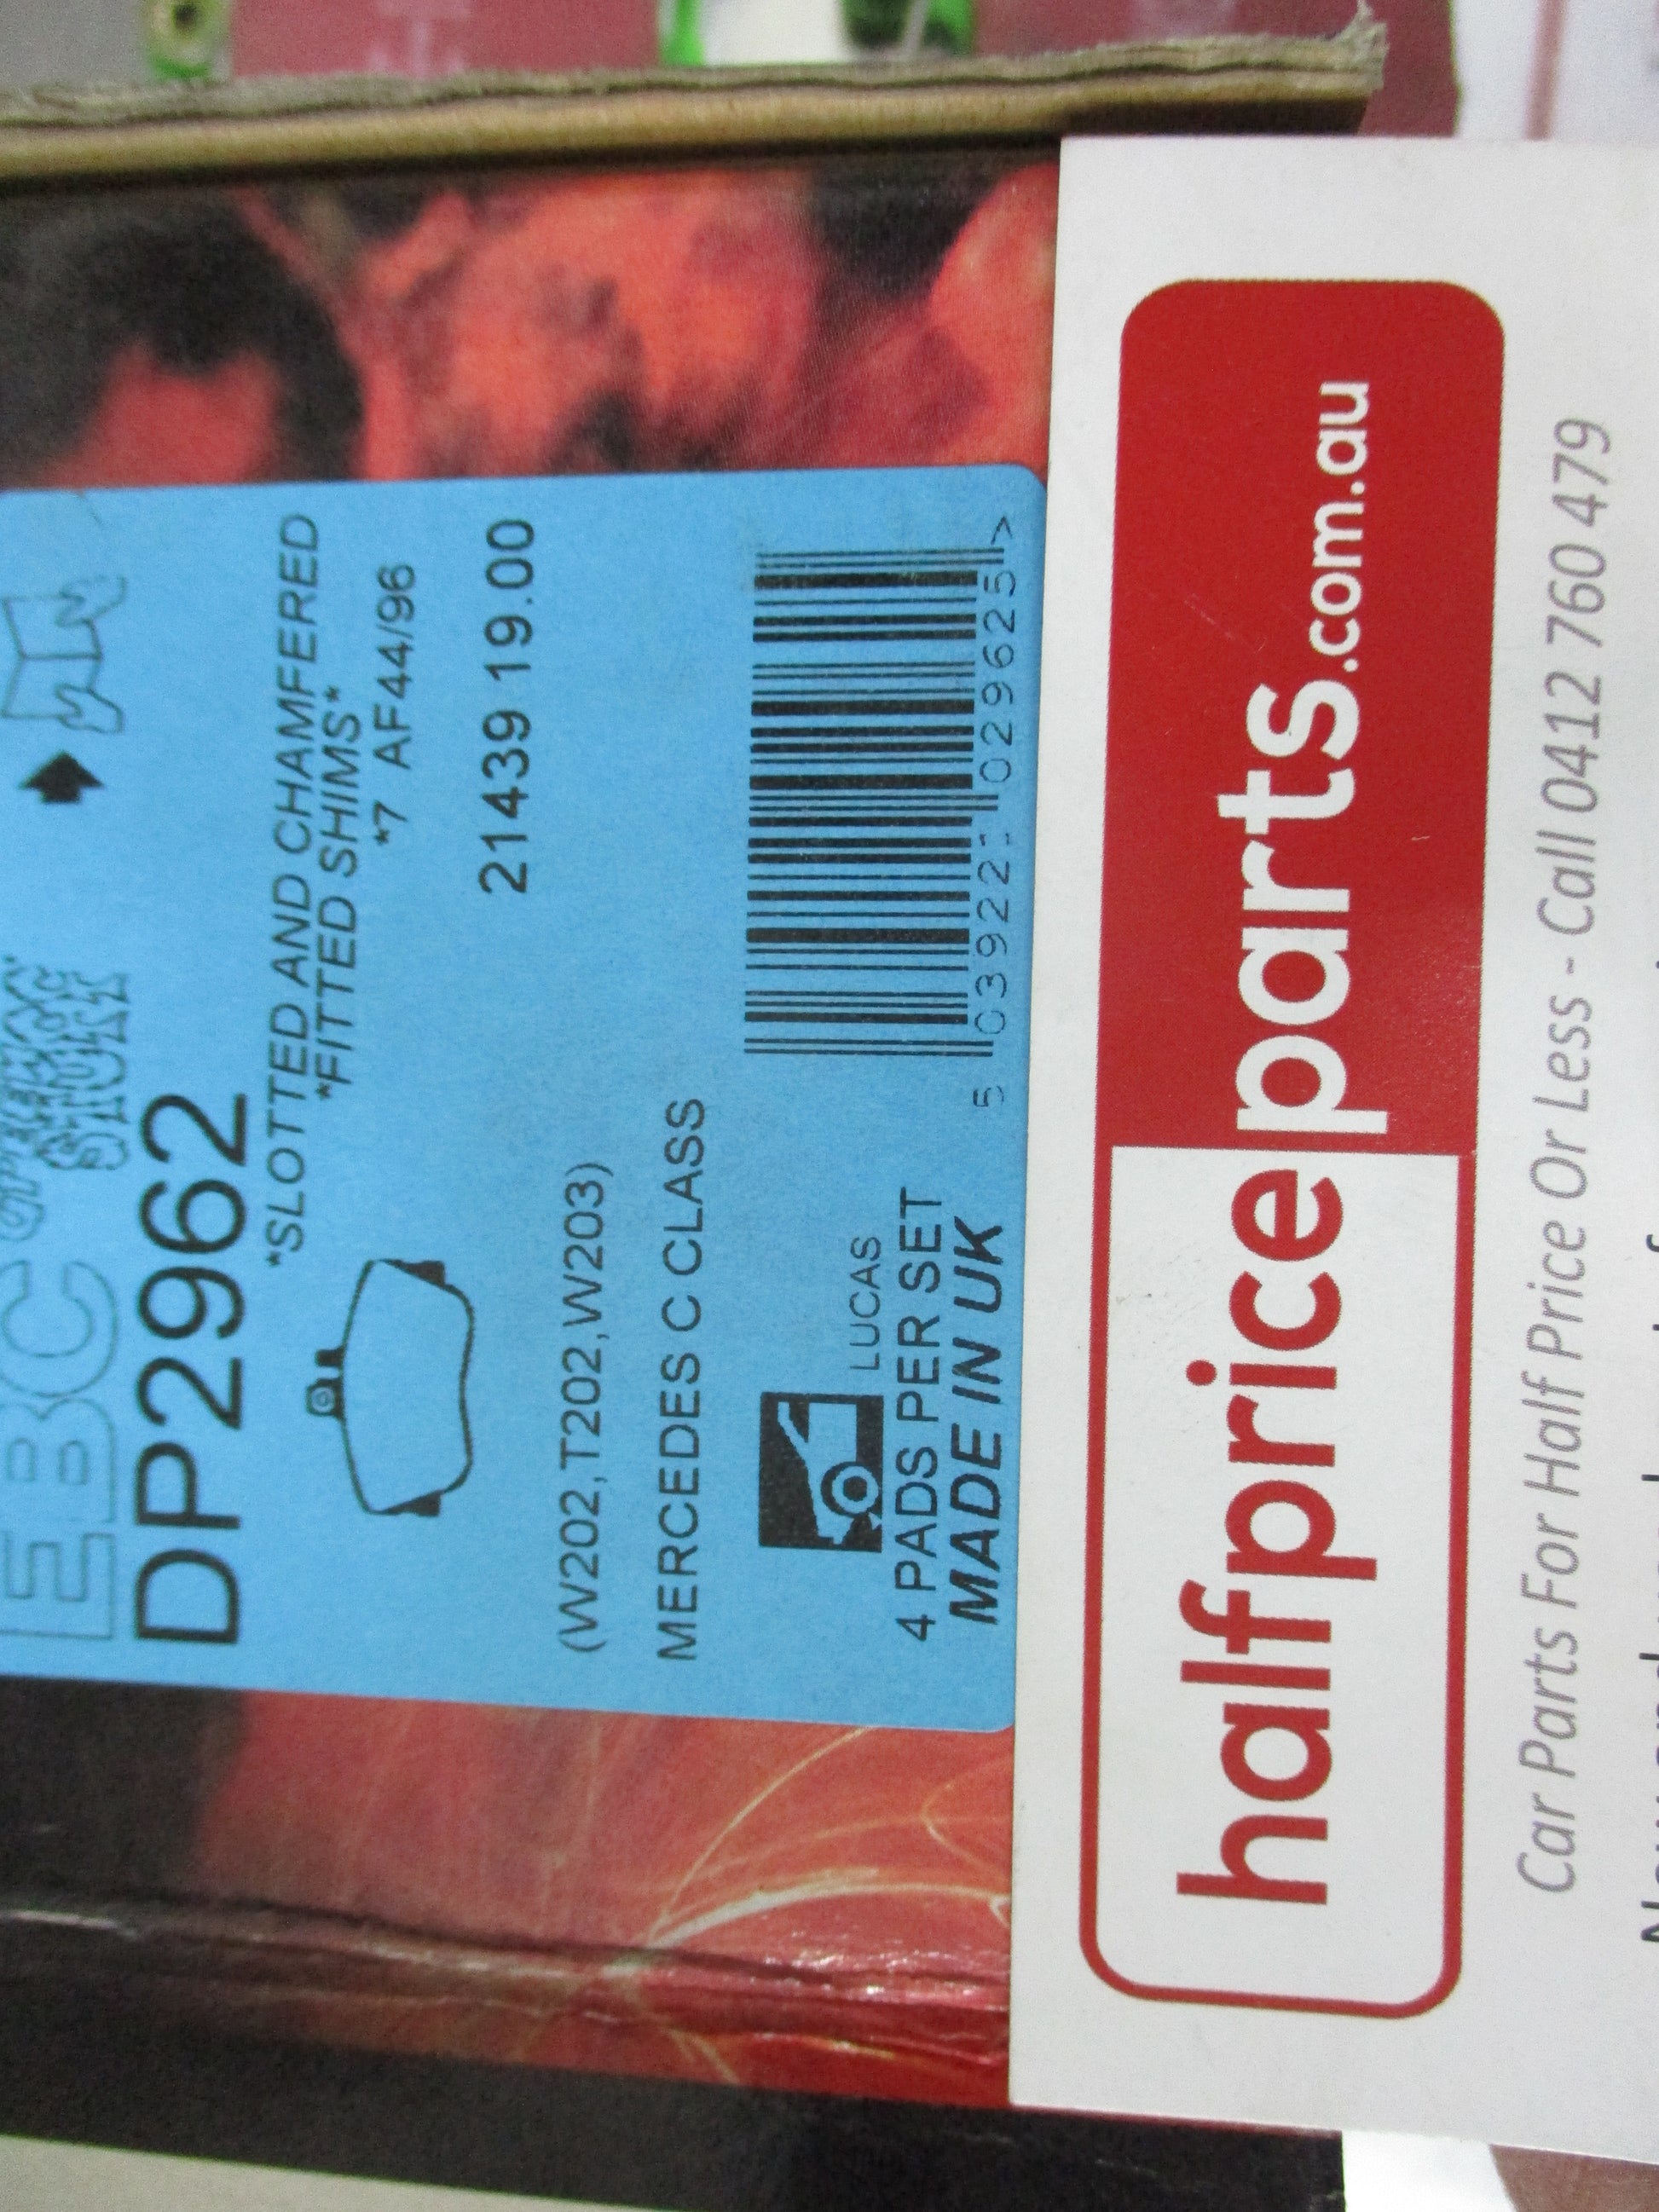 EBC
DP2962
*SLOTTED AND CHAMFERED
*FITTED SHIMS*
*7 AF44/96
21439 19.00
(W202,T202,W203)
MERCEDES C CLASS
LUCAS
4 PADS PER SET
MADE IN UK
5 039221 029625 >
halfpriceparts.com.au
Car Parts For Half Price Or Less - Call 0412 760 479